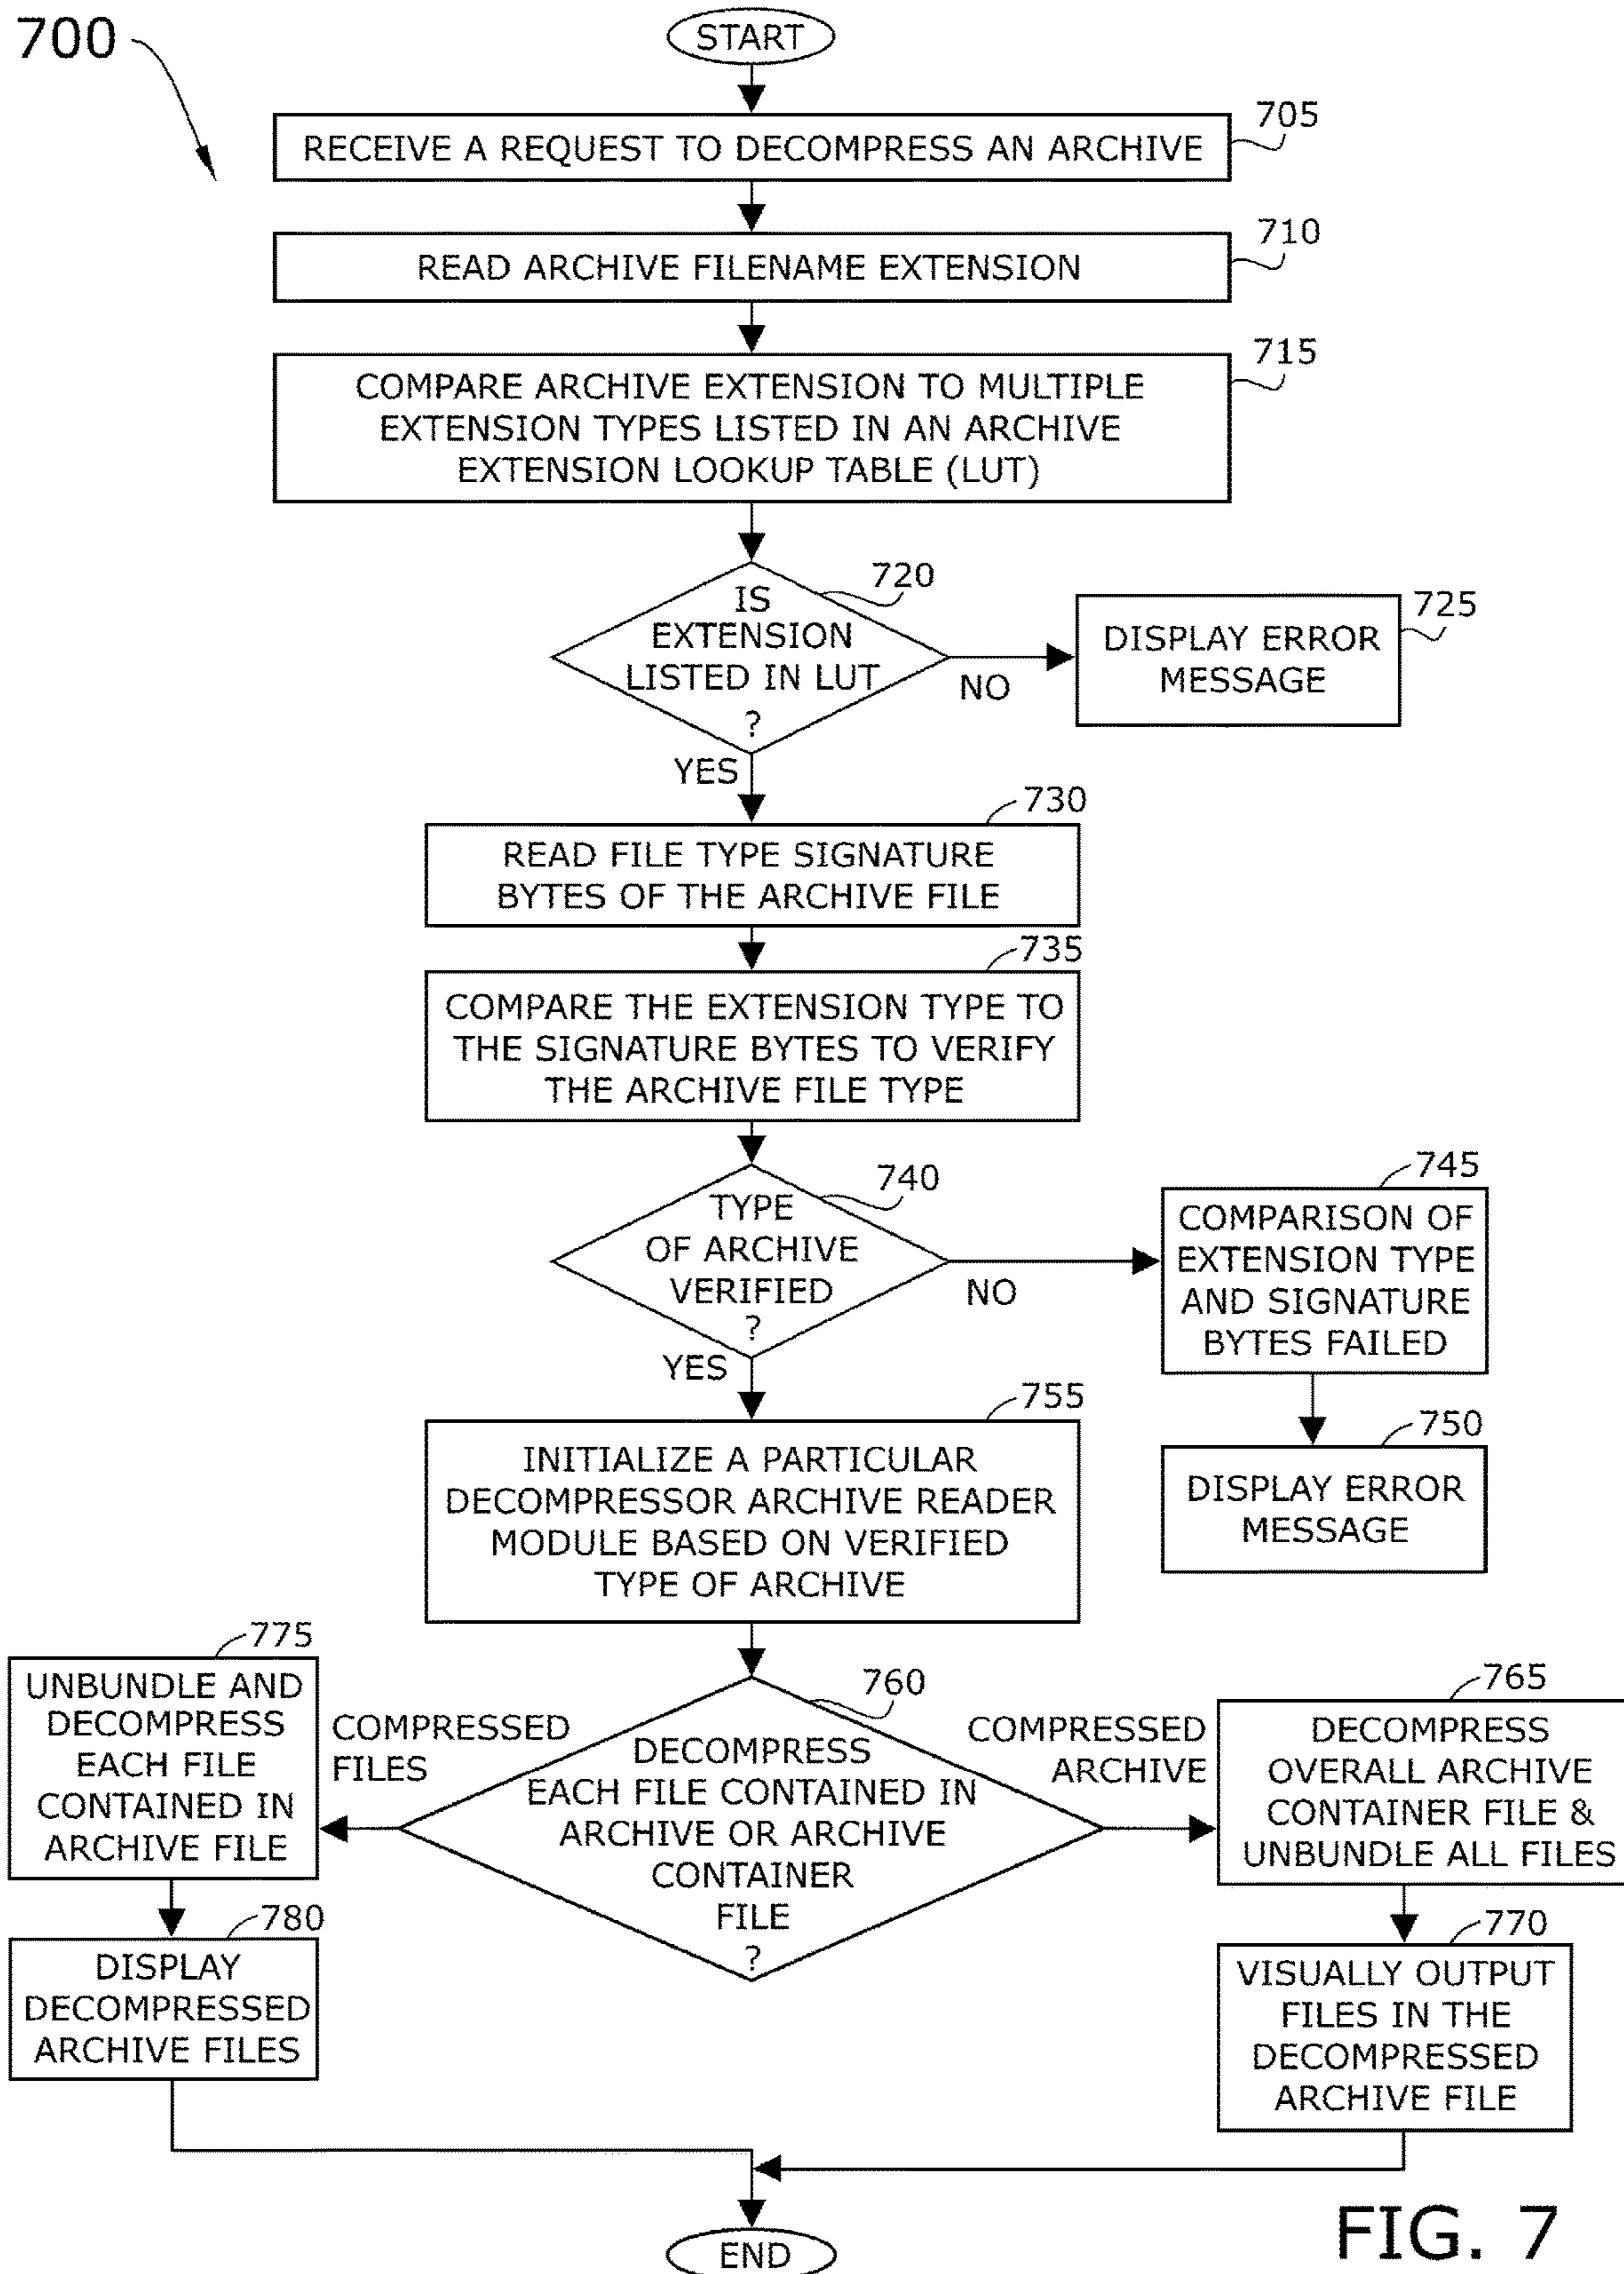 700
START
RECEIVE A REQUEST TO DECOMPRESS AN ARCHIVE
705
READ ARCHIVE FILENAME EXTENSION
710
COMPARE ARCHIVE EXTENSION TO MULTIPLE
EXTENSION TYPES LISTED IN AN ARCHIVE
EXTENSION LOOKUP TABLE (LUT)
715
IS
EXTENSION
LISTED IN LUT
?
720
NO
DISPLAY ERROR
MESSAGE
725
YES
READ FILE TYPE SIGNATURE
BYTES OF THE ARCHIVE FILE
730
COMPARE THE EXTENSION TYPE TO
THE SIGNATURE BYTES TO VERIFY
THE ARCHIVE FILE TYPE
735
TYPE
OF ARCHIVE
VERIFIED
?
740
NO
COMPARISON OF
EXTENSION TYPE
AND SIGNATURE
BYTES FAILED
745
DISPLAY ERROR
MESSAGE
750
YES
INITIALIZE A PARTICULAR
DECOMPRESSOR ARCHIVE READER
MODULE BASED ON VERIFIED
TYPE OF ARCHIVE
755
DECOMPRESS
EACH FILE CONTAINED IN
ARCHIVE OR ARCHIVE
CONTAINER
FILE
?
760
COMPRESSED
FILES
UNBUNDLE AND
DECOMPRESS
EACH FILE
CONTAINED IN
ARCHIVE FILE
775
DISPLAY
DECOMPRESSED
ARCHIVE FILES
780
COMPRESSED
ARCHIVE
DECOMPRESS
OVERALL ARCHIVE
CONTAINER FILE &
UNBUNDLE ALL FILES
765
VISUALLY OUTPUT
FILES IN THE
DECOMPRESSED
ARCHIVE FILE
770
END
FIG. 7